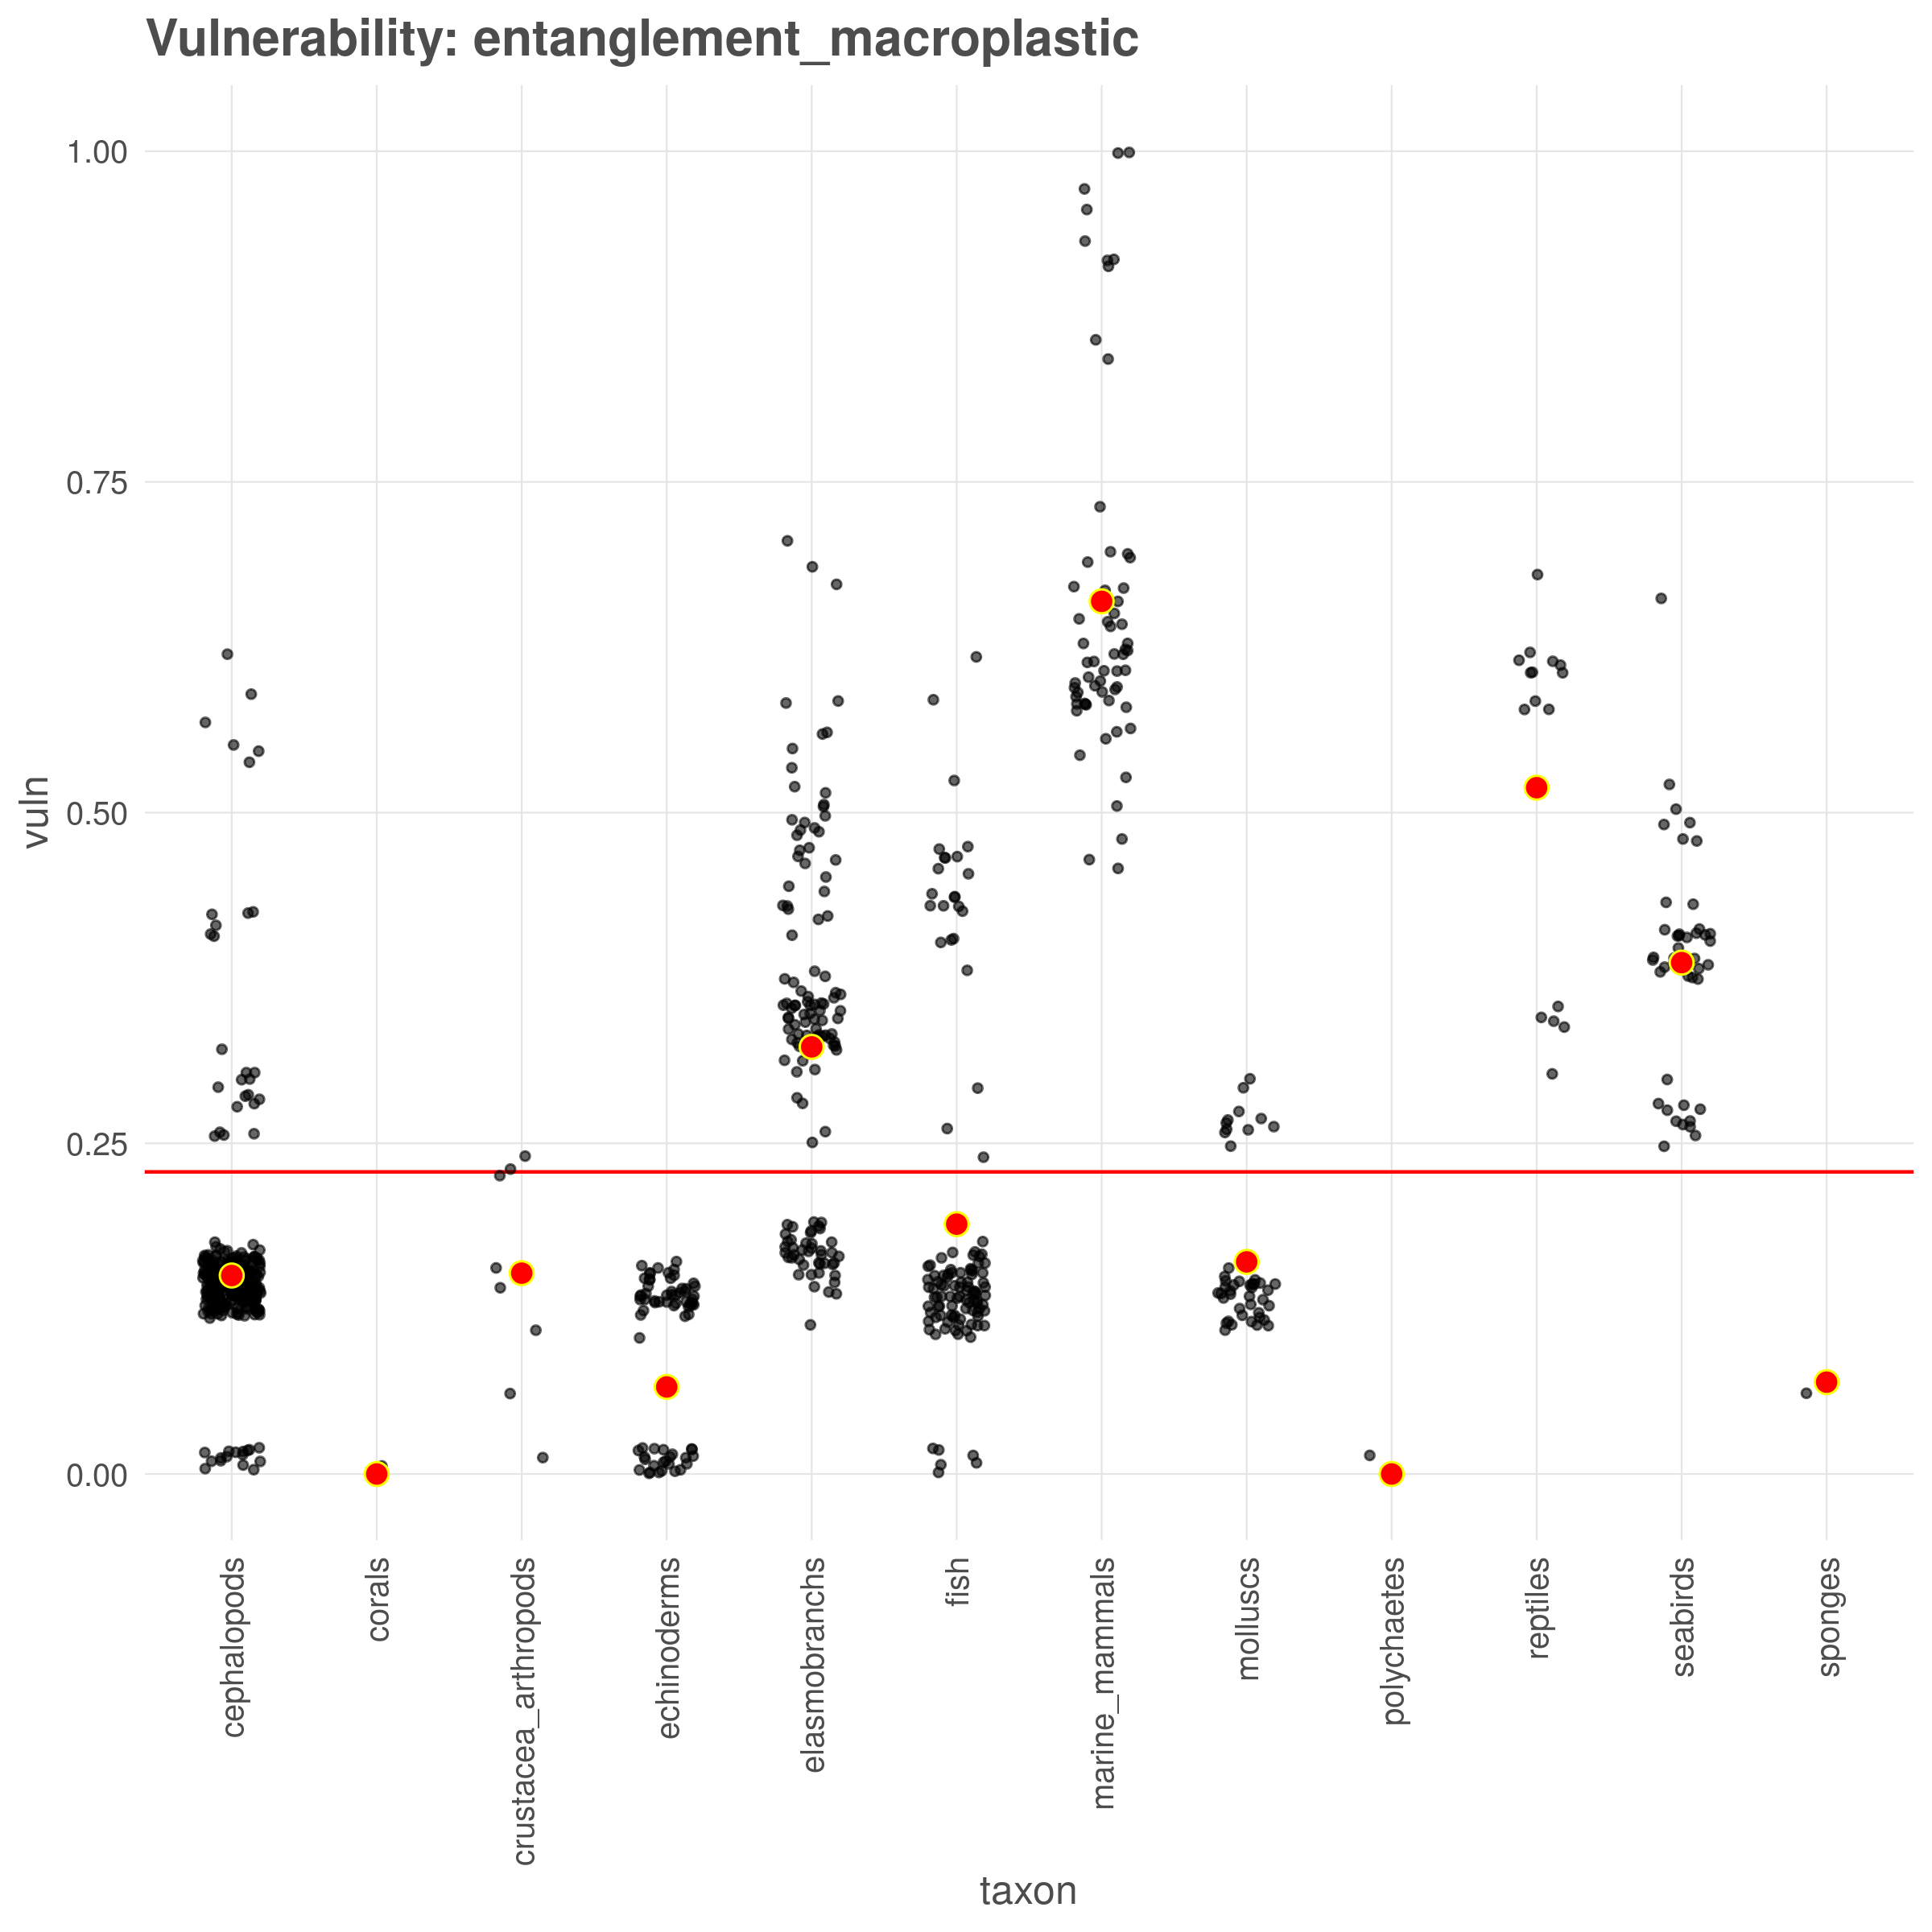 Vulnerability: entanglement_macroplastic
vuln
1.00
0.75
0.50
0.25
0.00
cephalopods
corals
crustacea_arthropods
echinoderms
elasmobranchs
fish
marine_mammals
molluscs
polychaetes
reptiles
seabirds
sponges
taxon